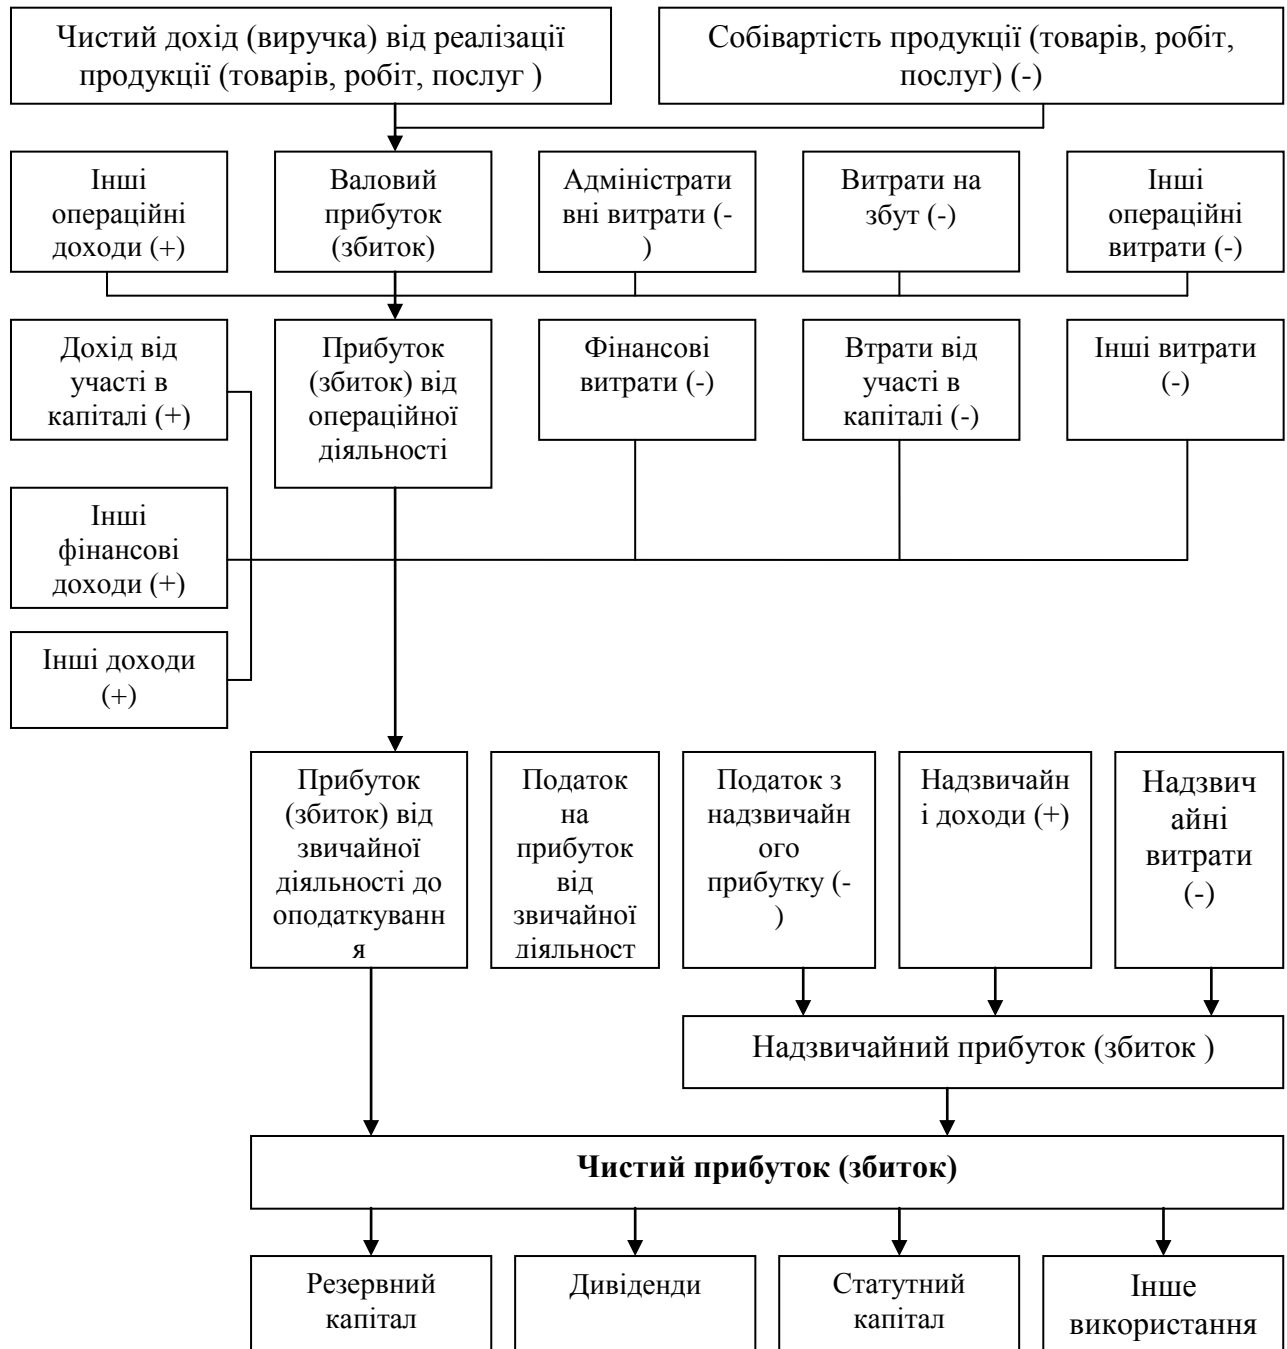 Чистий дохід (виручка) від реалізації
продукції (товарів, робіт, послуг )
Собівартість продукції (товарів, робіт,
послуг) (-)
Інші
операційні
доходи (+)
Валовий
прибуток
(збиток)
Адміністрати
вні витрати (-
)
Витрати на
збут (-)
Інші
операційні
витрати (-)
Дохід від
участі в
капіталі (+)
Прибуток
(збиток) від
операційної
діяльності
Фінансові
витрати (-)
Втрати від
участі в
капіталі (-)
Інші витрати
(-)
Інші
фінансові
доходи (+)
Інші доходи
(+)
Прибуток
(збиток) від
звичайної
діяльності до
оподаткуванн
я
Податок
на
прибуток
від
звичайної
діяльност
Податок з
надзвичайн
ого
прибутку (-
)
Надзвичайн
і доходи (+)
Надзвич
айні
витрати
(-)
Надзвичайний прибуток (збиток )
Чистий прибуток (збиток)
Резервний
капітал
Дивіденди
Статутний
капітал
Інше
використання